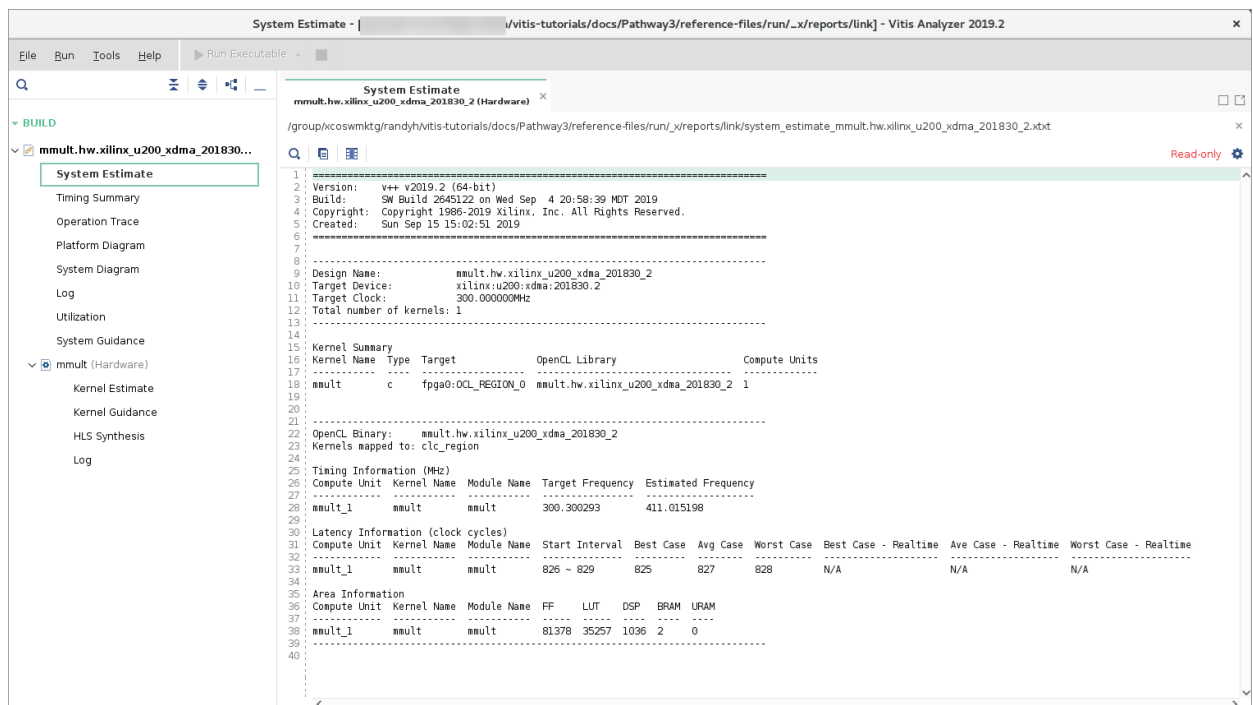 System Estimate - [ /vitis-tutorials/docs/Pathway3/reference-files/run/_x/reports/link] - Vitis Analyzer 2019.2
File Run Tools Help Run Executable
BUILD
mmult.hw.xilinx_u200_xdma_201830...
System Estimate
Timing Summary
Operation Trace
Platform Diagram
System Diagram
Log
Utilization
System Guidance
mmult (Hardware)
Kernel Estimate
Kernel Guidance
HLS Synthesis
Log
System Estimate
mmult.hw.xilinx_u200_xdma_201830_2 (Hardware)
/group/xcoswmktg/randyh/vitis-tutorials/docs/Pathway3/reference-files/run/_x/reports/link/system_estimate_mmult.hw.xilinx_u200_xdma_201830_2.xtxt
Read-only
1 ===============================================================================
2 Version: v++ v2019.2 (64-bit)
3 Build: SW Build 2645122 on Wed Sep 4 20:58:39 MDT 2019
4 Copyright: Copyright 1986-2019 Xilinx, Inc. All Rights Reserved.
5 Created: Sun Sep 15 15:02:51 2019
6 ===============================================================================
7
8 -------------------------------------------------------------------------------
9 Design Name: mmult.hw.xilinx_u200_xdma_201830_2
10 Target Device: xilinx:u200:xdma:201830.2
11 Target Clock: 300.000000MHz
12 Total number of kernels: 1
13 -------------------------------------------------------------------------------
14
15 Kernel Summary
16 Kernel Name Type Target OpenCL Library Compute Units
17 ----------- ---- ------------------ ---------------------------------- -------------
18 mmult c fpga0:OCL_REGION_0 mmult.hw.xilinx_u200_xdma_201830_2 1
19
20
21 -------------------------------------------------------------------------------
22 OpenCL Binary: mmult.hw.xilinx_u200_xdma_201830_2
23 Kernels mapped to: clc_region
24
25 Timing Information (MHz)
26 Compute Unit Kernel Name Module Name Target Frequency Estimated Frequency
27 ------------ ----------- ----------- ---------------- -------------------
28 mmult_1 mmult mmult 300.300293 411.015198
29
30 Latency Information (clock cycles)
31 Compute Unit Kernel Name Module Name Start Interval Best Case Avg Case Worst Case Best Case - Realtime Ave Case - Realtime Worst Case - Realtime
32 ------------ ----------- ----------- -------------- --------- -------- ---------- -------------------- ------------------- ---------------------
33 mmult_1 mmult mmult 826 ~ 829 825 827 828 N/A N/A N/A
34
35 Area Information
36 Compute Unit Kernel Name Module Name FF LUT DSP BRAM URAM
37 ------------ ----------- ----------- ----- ----- ---- ---- ----
38 mmult_1 mmult mmult 81378 35257 1036 2 0
39 -------------------------------------------------------------------------------
40